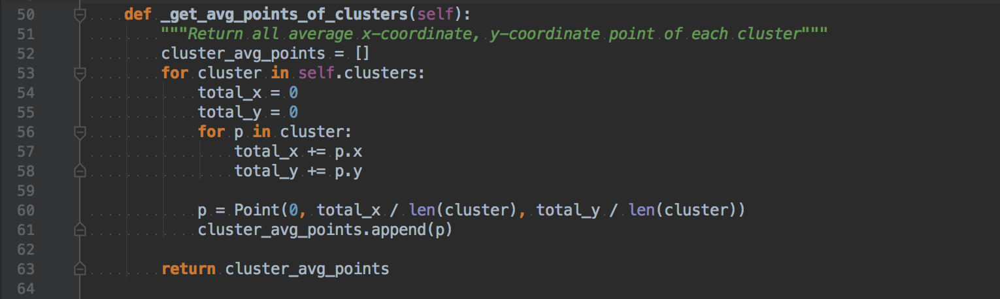 50 def _get_avg_points_of_clusters(self):
51 """Return all average x-coordinate, y-coordinate point of each cluster"""
52 cluster_avg_points = []
53 for cluster in self.clusters:
54 total_x = 0
55 total_y = 0
56 for p in cluster:
57 total_x += p.x
58 total_y += p.y
59
60 p = Point(0, total_x / len(cluster), total_y / len(cluster))
61 cluster_avg_points.append(p)
62
63 return cluster_avg_points
64